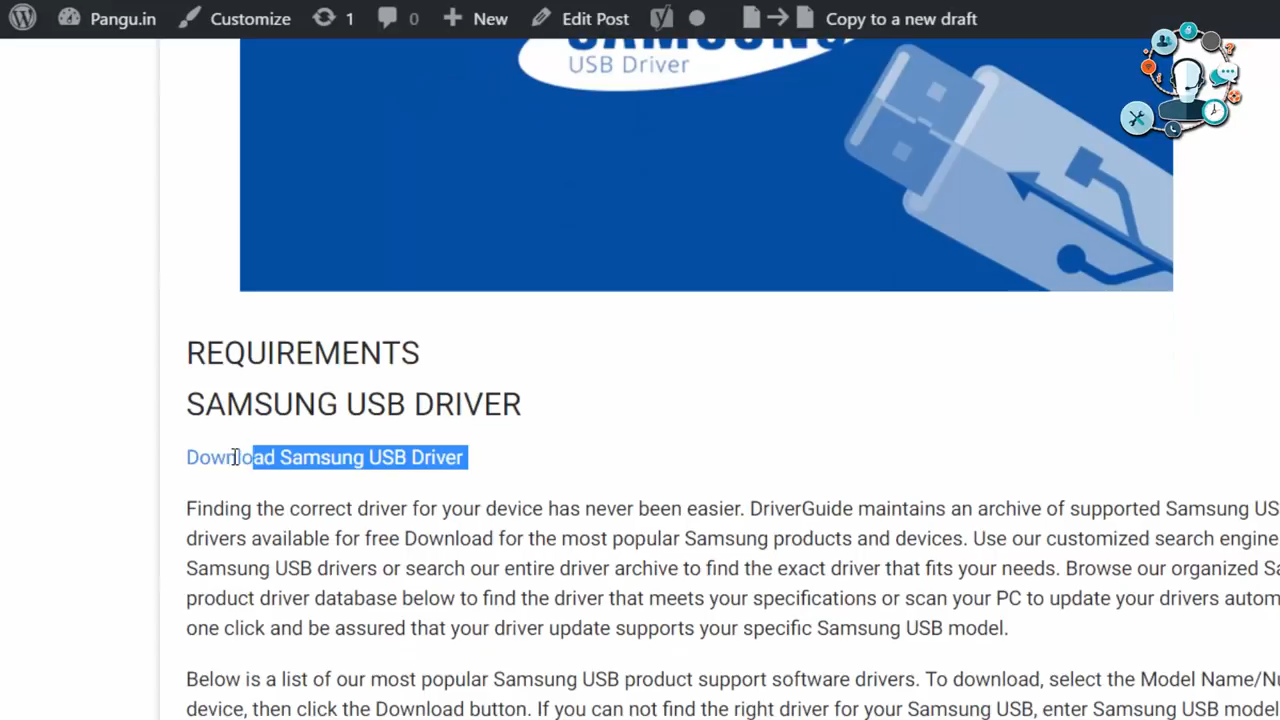 Pangu.in Customize 1 0 New Edit Post Copy to a new draft
SAMSUNG
USB Driver
REQUIREMENTS
SAMSUNG USB DRIVER
Download Samsung USB Driver
Finding the correct driver for your device has never been easier. DriverGuide maintains an archive of supported Samsung US
drivers available for free Download for the most popular Samsung products and devices. Use our customized search engine
Samsung USB drivers or search our entire driver archive to find the exact driver that fits your needs. Browse our organized Sa
product driver database below to find the driver that meets your specifications or scan your PC to update your drivers autom
one click and be assured that your driver update supports your specific Samsung USB model.
Below is a list of our most popular Samsung USB product support software drivers. To download, select the Model Name/Nu
device, then click the Download button. If you can not find the right driver for your Samsung USB, enter Samsung USB model